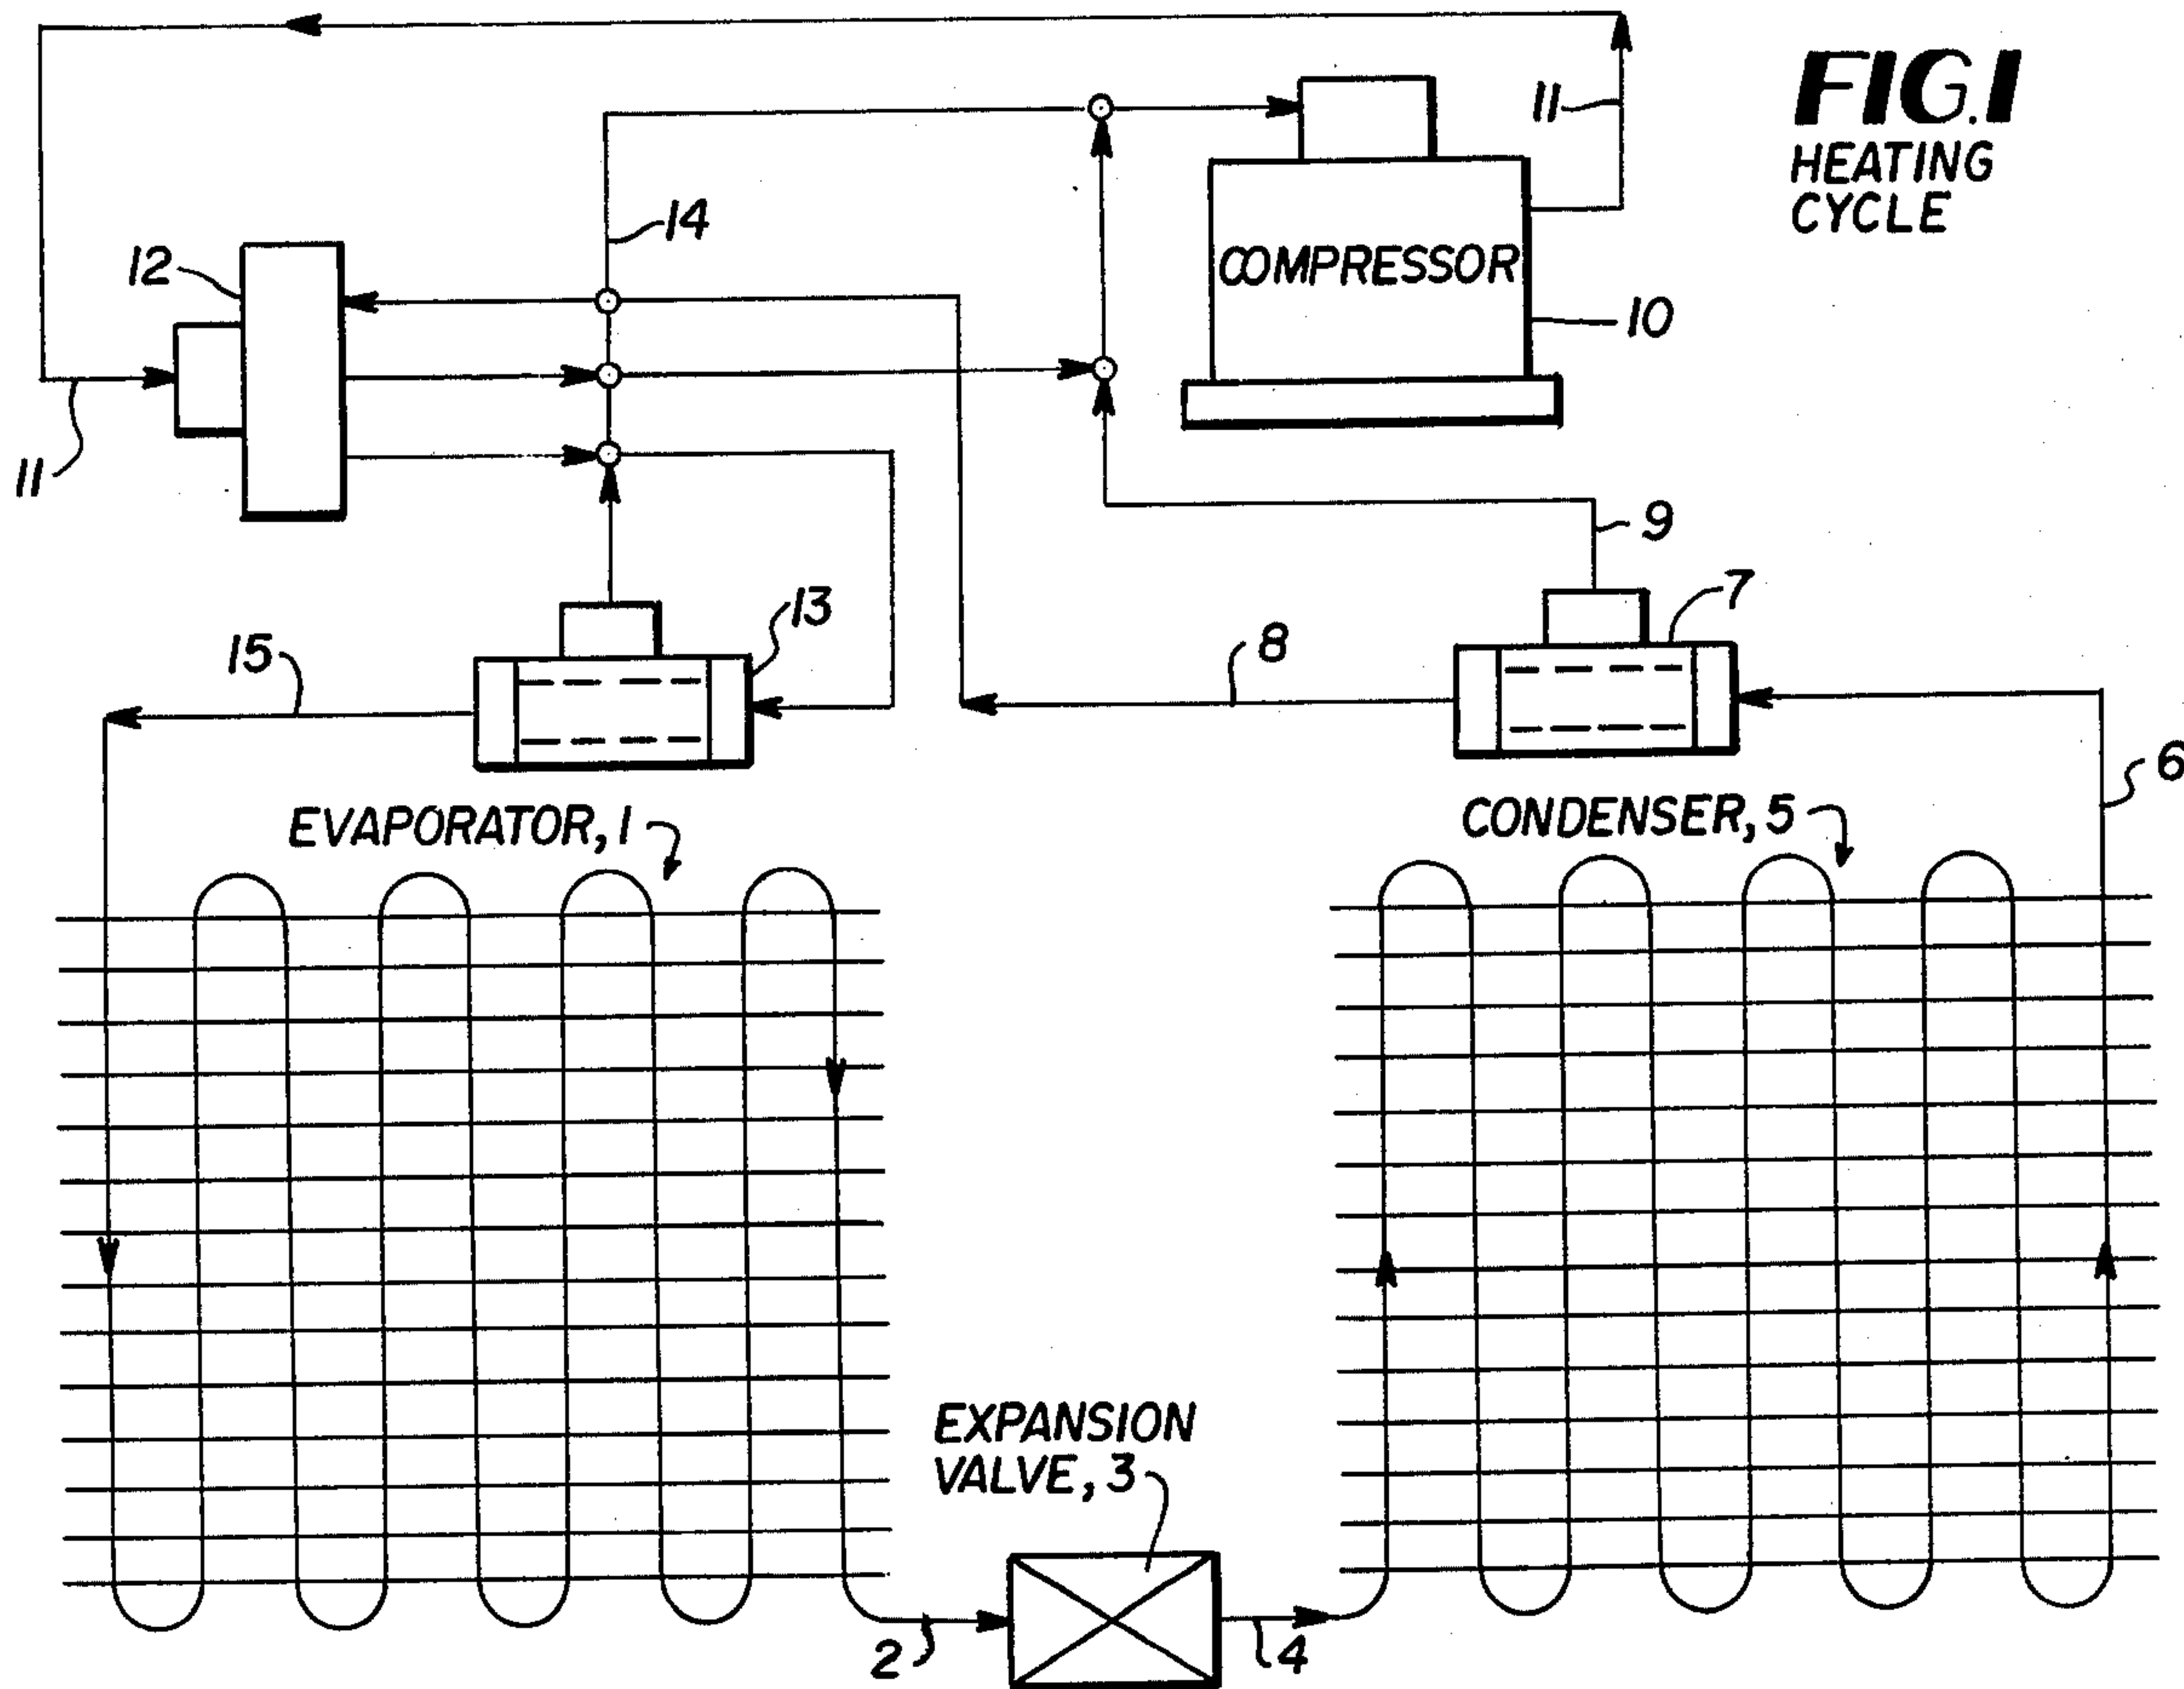 FIG.1
HEATING
CYCLE
11
14
12
COMPRESSOR
10
11
9
7
13
15
8
6
EVAPORATOR, 1
CONDENSER, 5
EXPANSION
VALVE, 3
2
4